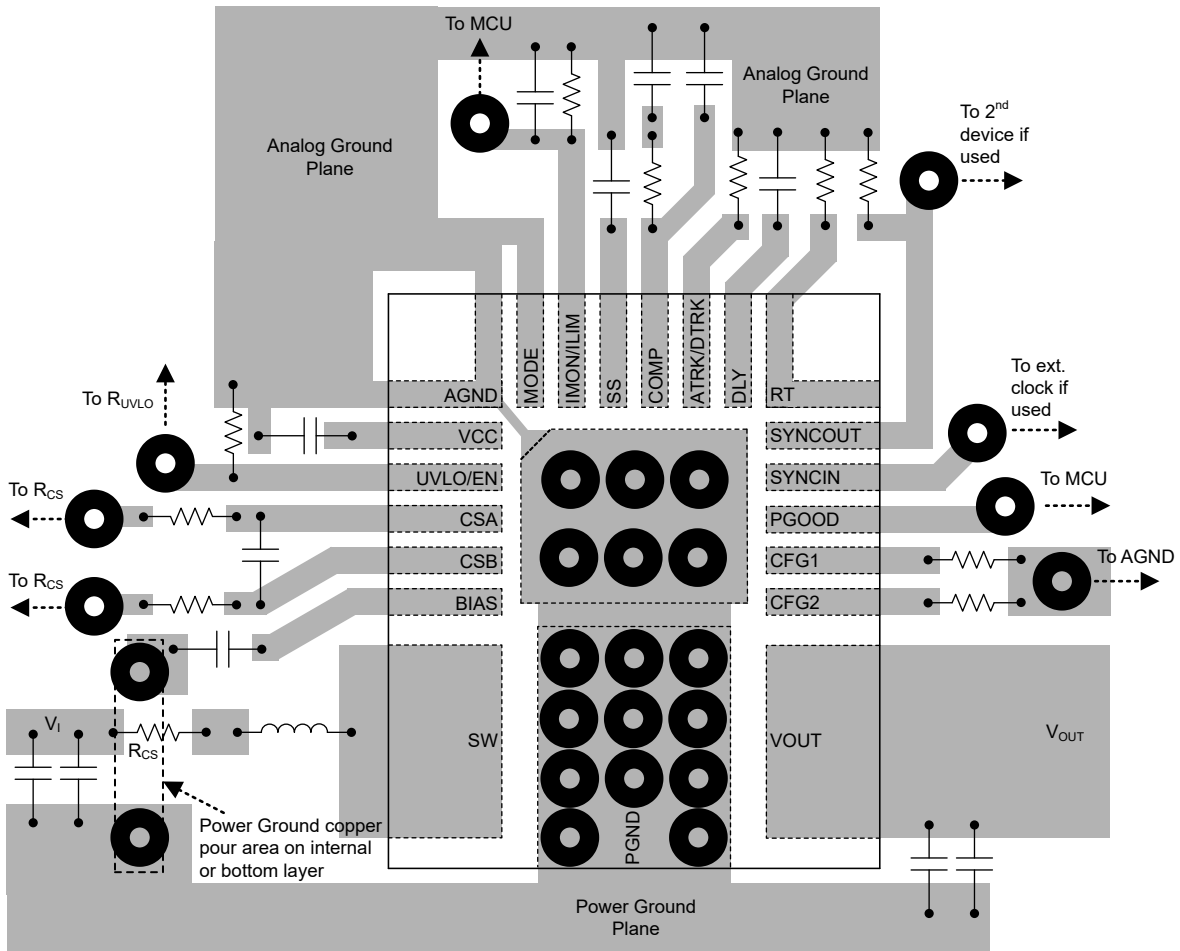 To MCU
Analog Ground
Plane
Analog Ground
Plane
To 2nd
device if
used
MODE
IMON/ILIM
SS
COMP
ATRK/DTRK
DLY
AGND
RT
To RUVLO
To ext.
clock if
used
VCC
SYNCOUT
UVLO/EN
SYNCIN
To RCS
CSA
PGOOD
To MCU
CSB
CFG1
To AGND
To RCS
BIAS
CFG2
VI
RCS
SW
VOUT
VOUT
Power Ground copper
pour area on internal
or bottom layer
PGND
Power Ground
Plane